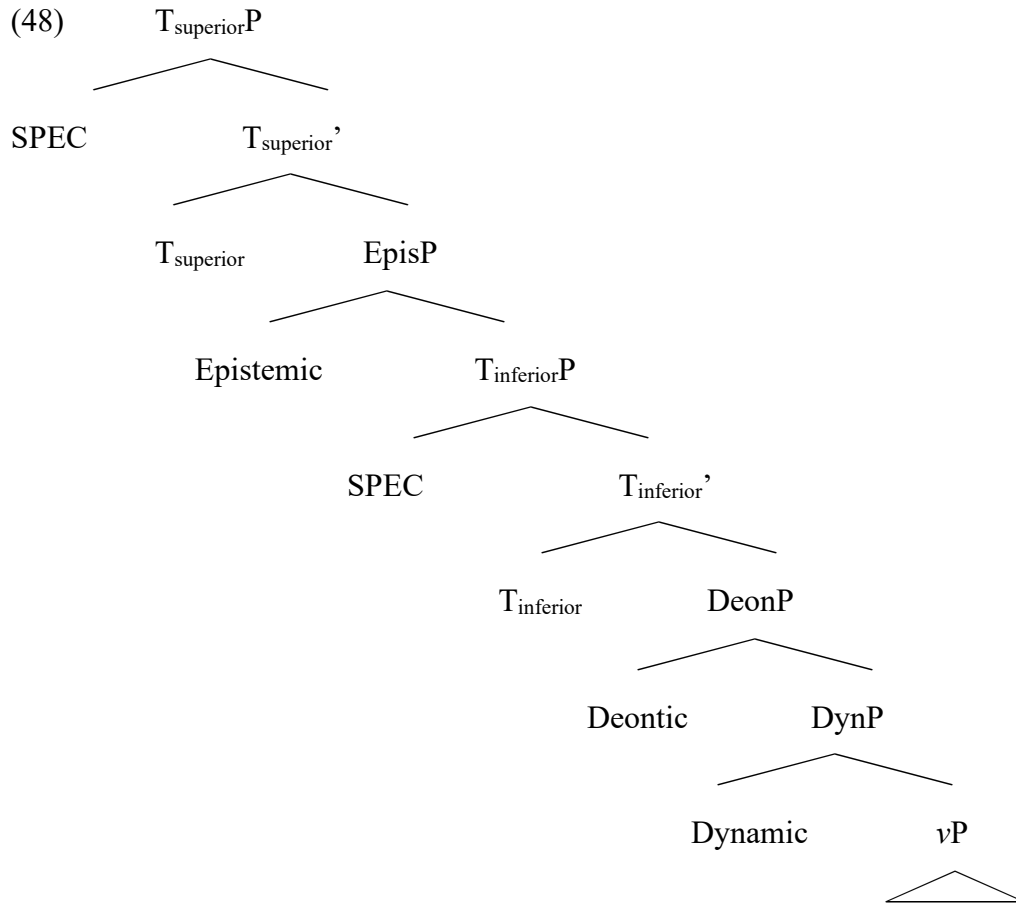 (48) TsuperiorP
SPEC Tsuperior’
Tsuperior EpisP
Epistemic TinferiorP
SPEC Tinferior’
Tinferior DeonP
Deontic DynP
Dynamic vP